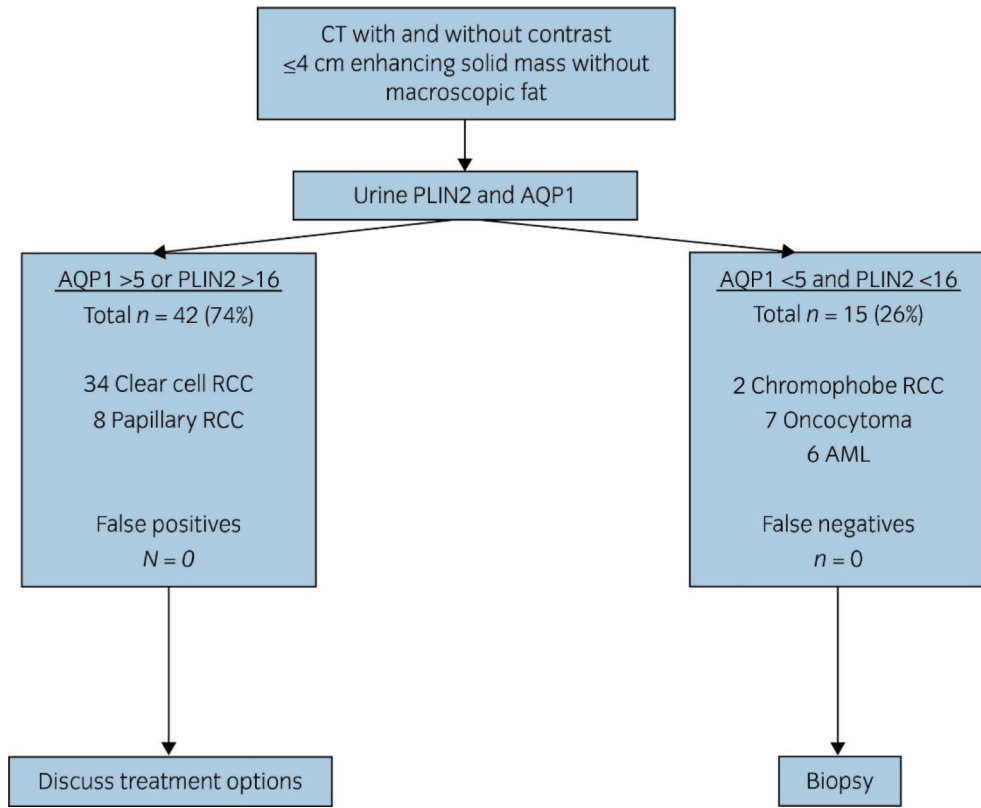 CT with and without contrast
≤4 cm enhancing solid mass without
macroscopic fat
Urine PLIN2 and AQP1
AQP1 >5 or PLIN2 >16
Total n = 42 (74%)
34 Clear cell RCC
8 Papillary RCC
False positives
N = 0
AQP1 <5 and PLIN2 <16
Total n = 15 (26%)
2 Chromophobe RCC
7 Oncocytoma
6 AML
False negatives
n = 0
Discuss treatment options
Biopsy